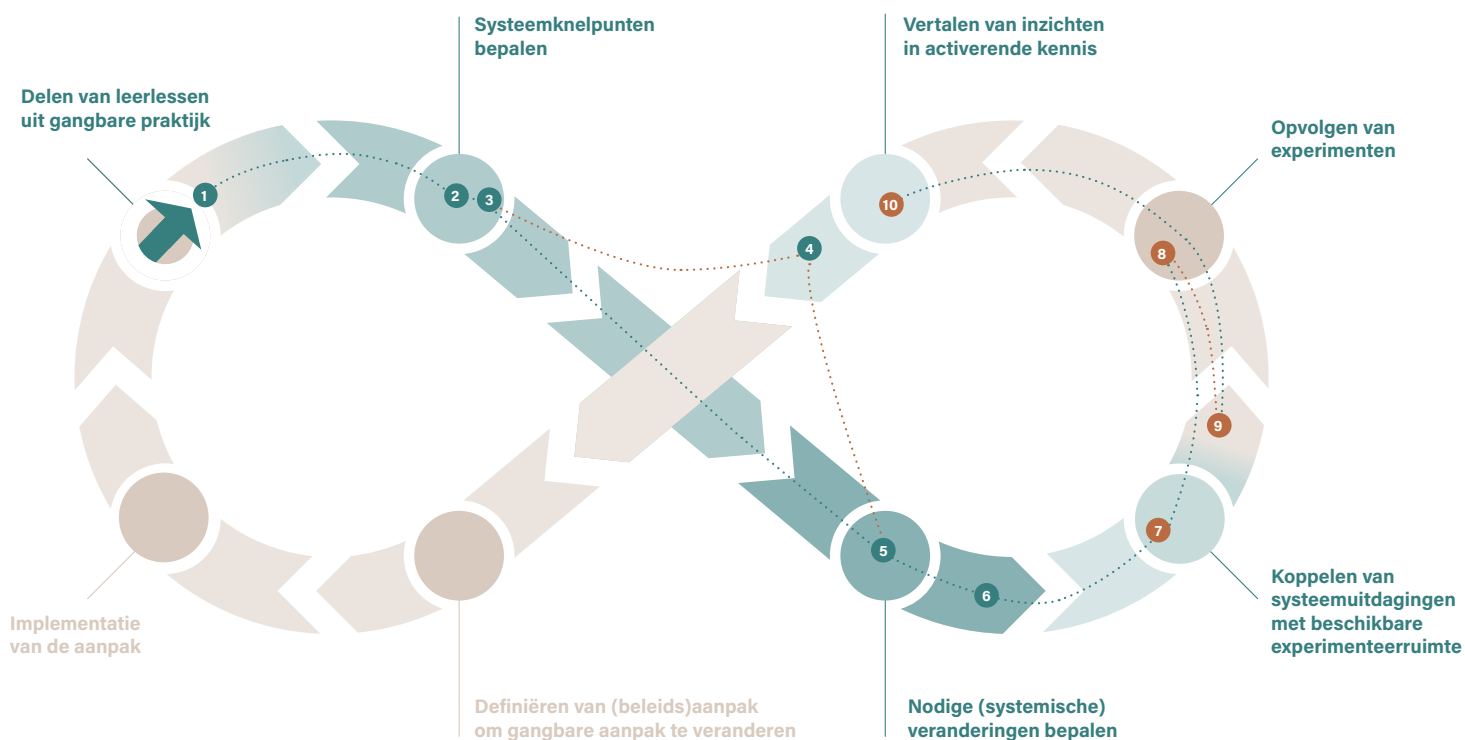 Systeemknelpunten
bepalen
Vertalen van inzichten
in activerende kennis
Delen van leerlessen
uit gangbare praktijk
Opvolgen van
experimenten
1
2
3
10
4
8
9
7
5
6
Koppelen van
systeemuitdagingen
met beschikbare
experimenteerruimte
Implementatie
van de aanpak
Definiëren van (beleids)aanpak
om gangbare aanpak te veranderen
Nodige (systemische)
veranderingen bepalen